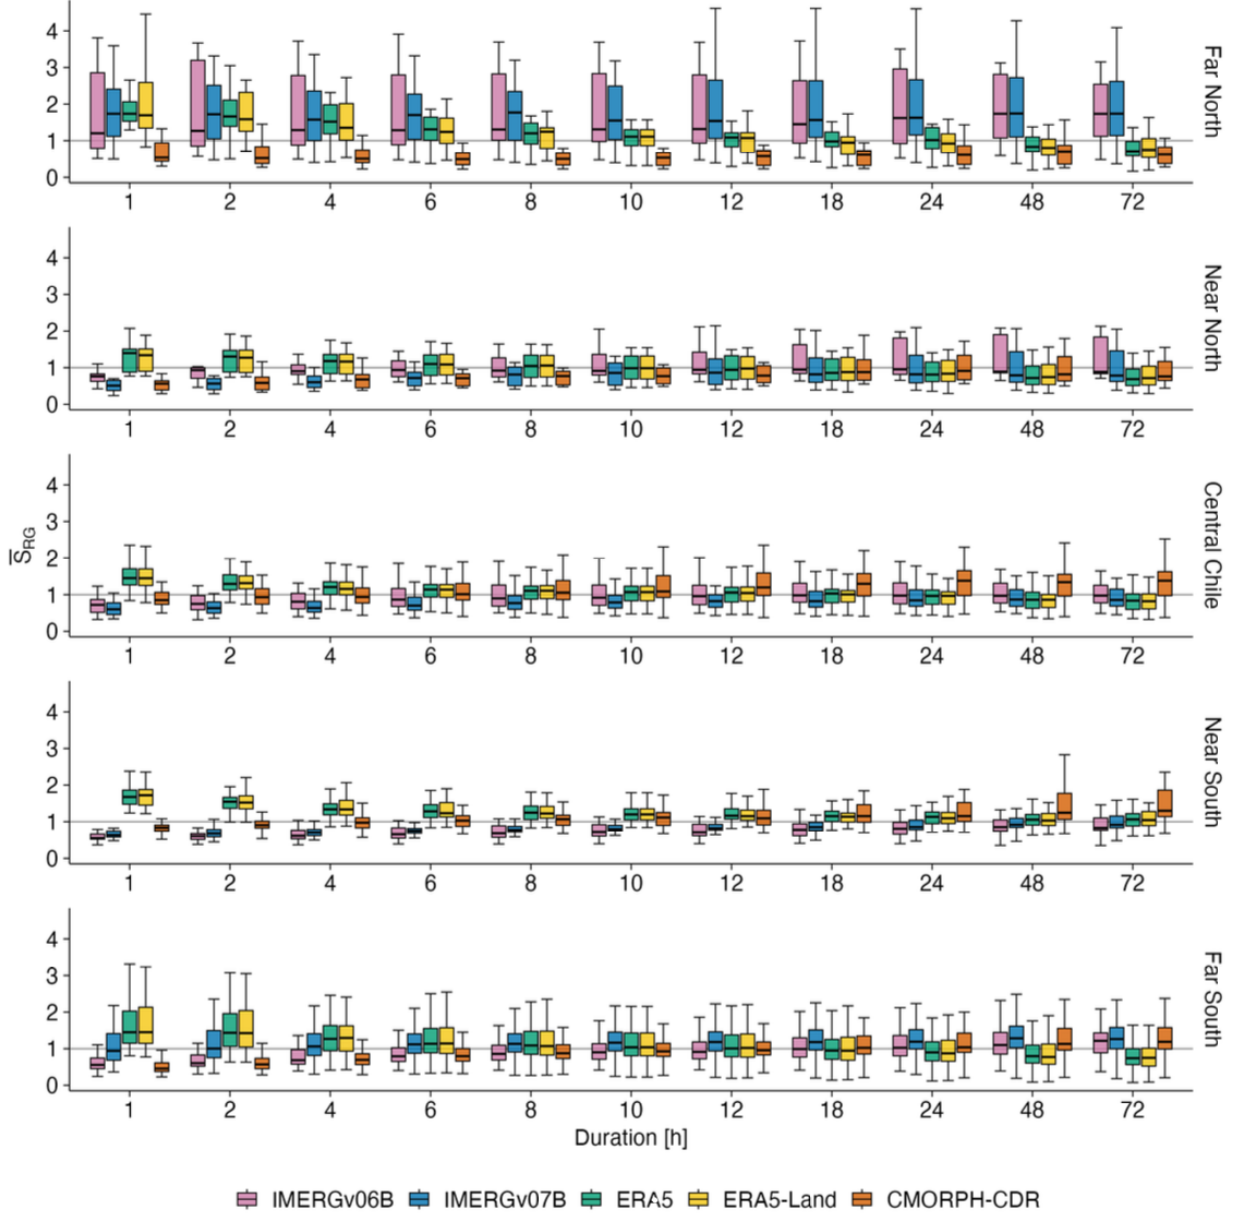 4
3
2
1
0
Far North
1 2 4 6 8 10 12 18 24 48 72
4
3
2
1
0
Near North
1 2 4 6 8 10 12 18 24 48 72
S̅RG
4
3
2
1
0
Central Chile
1 2 4 6 8 10 12 18 24 48 72
4
3
2
1
0
Near South
1 2 4 6 8 10 12 18 24 48 72
4
3
2
1
0
Far South
1 2 4 6 8 10 12 18 24 48 72
Duration [h]
IMERGv06B IMERGv07B ERA5 ERA5-Land CMORPH-CDR